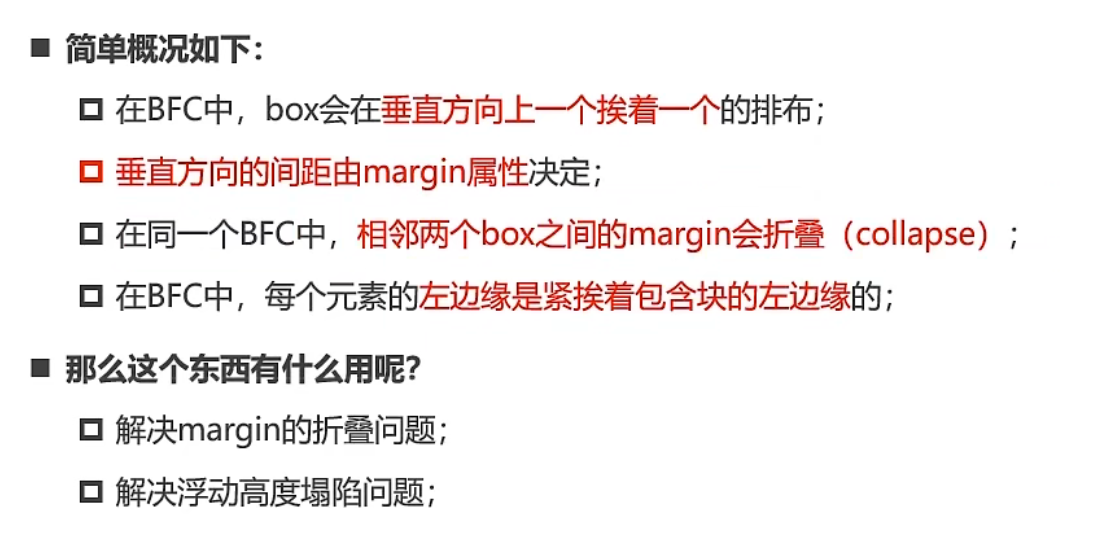 简单概况如下：
在BFC中，box会在垂直方向上一个挨着一个的排布；
垂直方向的间距由margin属性决定；
在同一个BFC中，相邻两个box之间的margin会折叠（collapse）；
在BFC中，每个元素的左边缘是紧挨着包含块的左边缘的；
那么这个东西有什么用呢？
解决margin的折叠问题；
解决浮动高度塌陷问题；